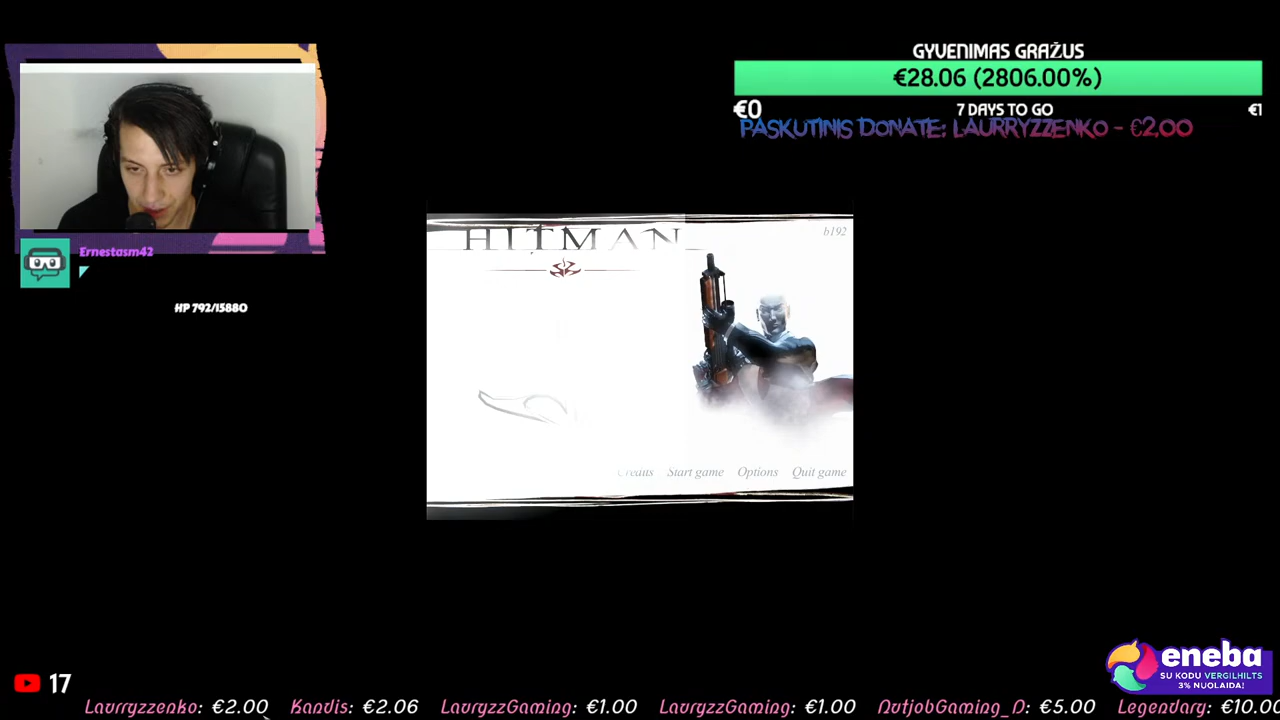 GYVENIMAS GRAŽUS
€28.06 (2806.00%)
€0 7 DAYS TO GO €1
PASKUTINIS DONATE: LAURRYZZENKO - €2,00
Ernestasm42
HP 792/15880
HITMAN
b192
Credits Start game Options Quit game
eneba
SU KODU VERGILHILTS
3% NUOLAIDA!
17
Laurryzzenko: €2.00 Kandis: €2.06 LauryzzGaming: €1.00 LauryzzGaming: €1.00 NutjobGaming_N: €5.00 Legendary: €10.00